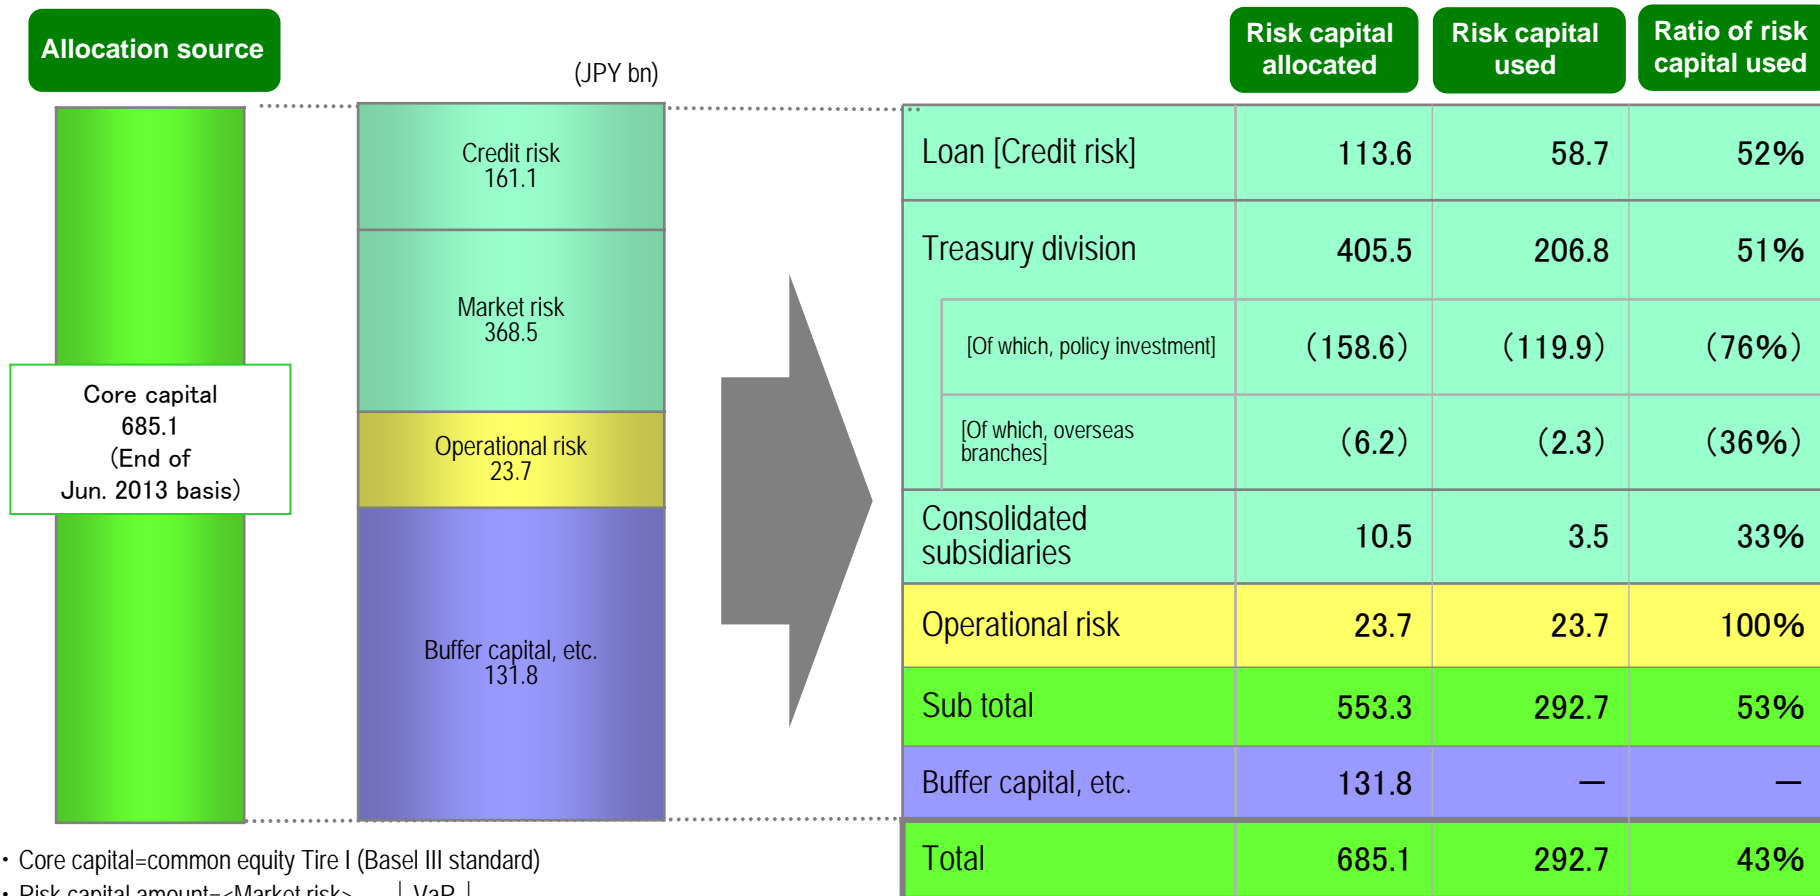 Allocation source
(JPY bn)
Risk capital
allocated
Risk capital
used
Ratio of risk
capital used
Credit risk
161.1
Market risk
368.5
Operational risk
23.7
Buffer capital, etc.
131.8
Core capital
685.1
(End of
Jun. 2013 basis)
Loan [Credit risk] 113.6 58.7 52%
Treasury division 405.5 206.8 51%
[Of which, policy investment] (158.6) (119.9) (76%)
[Of which, overseas
branches] (6.2) (2.3) (36%)
Consolidated
subsidiaries 10.5 3.5 33%
Operational risk 23.7 23.7 100%
Sub total 553.3 292.7 53%
Buffer capital, etc. 131.8 — —
Total 685.1 292.7 43%
・Core capital=common equity Tire I (Basel III standard)
・Risk capital amount=<Market risk> | VaR |